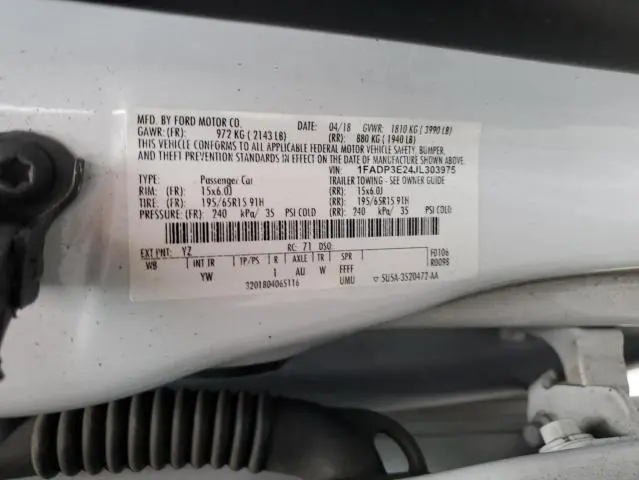 MFD. BY FORD MOTOR CO. DATE: 04/18 GVWR: 1810 KG ( 3990 LB)
GAWR: (FR): 972 KG ( 2143 LB) (RR): 880 KG ( 1940 LB)
THIS VEHICLE CONFORMS TO ALL APPLICABLE FEDERAL MOTOR VEHICLE SAFETY, BUMPER,
AND THEFT PREVENTION STANDARDS IN EFFECT ON THE DATE OF MANUFACTURE SHOWN ABOVE.
VIN: 1FADP3E24JL303975
TYPE: Passenger Car TRAILER TOWING - SEE OWNER GUIDE
RIM: (FR): 15x6.0J (RR): 15x6.0J
TIRE: (FR): 195/65R15 91H (RR): 195/65R15 91H
PRESSURE: (FR): 240 kPa/ 35 PSI COLD (RR): 240 kPa/ 35 PSI COLD
EXT PNT: YZ RC: 71 DSO: F0106
WB INT TR TP/PS R AXLE TR SPR R0098
YW 1 AU W FFFF
3201804065116 UMU ▽ 5U5A-3520472-AA